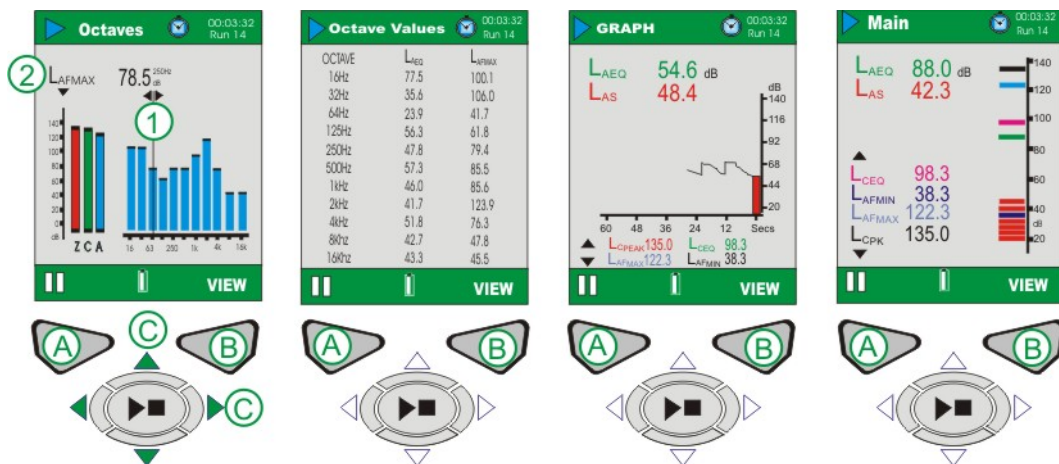 Octaves
00:03:32
Run 14
2
LAFMAX 78.5 250Hz dB
1
140
120
100
80
60
40
20
0
dB
Z C A
16 63 250 1k 4k 16k
VIEW
A
C
B
C
Octave Values
00:03:32
Run 14
OCTAVE LAEQ LAFMAX
16Hz 77.5 100.1
32Hz 35.6 106.0
64Hz 23.9 41.7
125Hz 56.3 61.8
250Hz 47.8 79.4
500Hz 57.3 85.5
1kHz 46.0 85.6
2kHz 41.7 123.9
4kHz 51.8 76.3
8Khz 42.7 47.8
16Khz 43.3 45.5
VIEW
A
B
GRAPH
00:03:32
Run 14
LAEQ 54.6 dB
LAS 48.4
dB
140
116
92
68
44
20
60 48 36 24 12 Secs
LCPEAK 135.0 LCEQ 98.3
LAFMAX 122.3 LAFMIN 38.3
VIEW
A
B
Main
00:03:32
Run 14
LAEQ 88.0 dB
LAS 42.3
140
120
100
80
60
40
dB
20
LCEQ 98.3
LAFMIN 38.3
LAFMAX 122.3
LCPK 135.0
VIEW
A
B